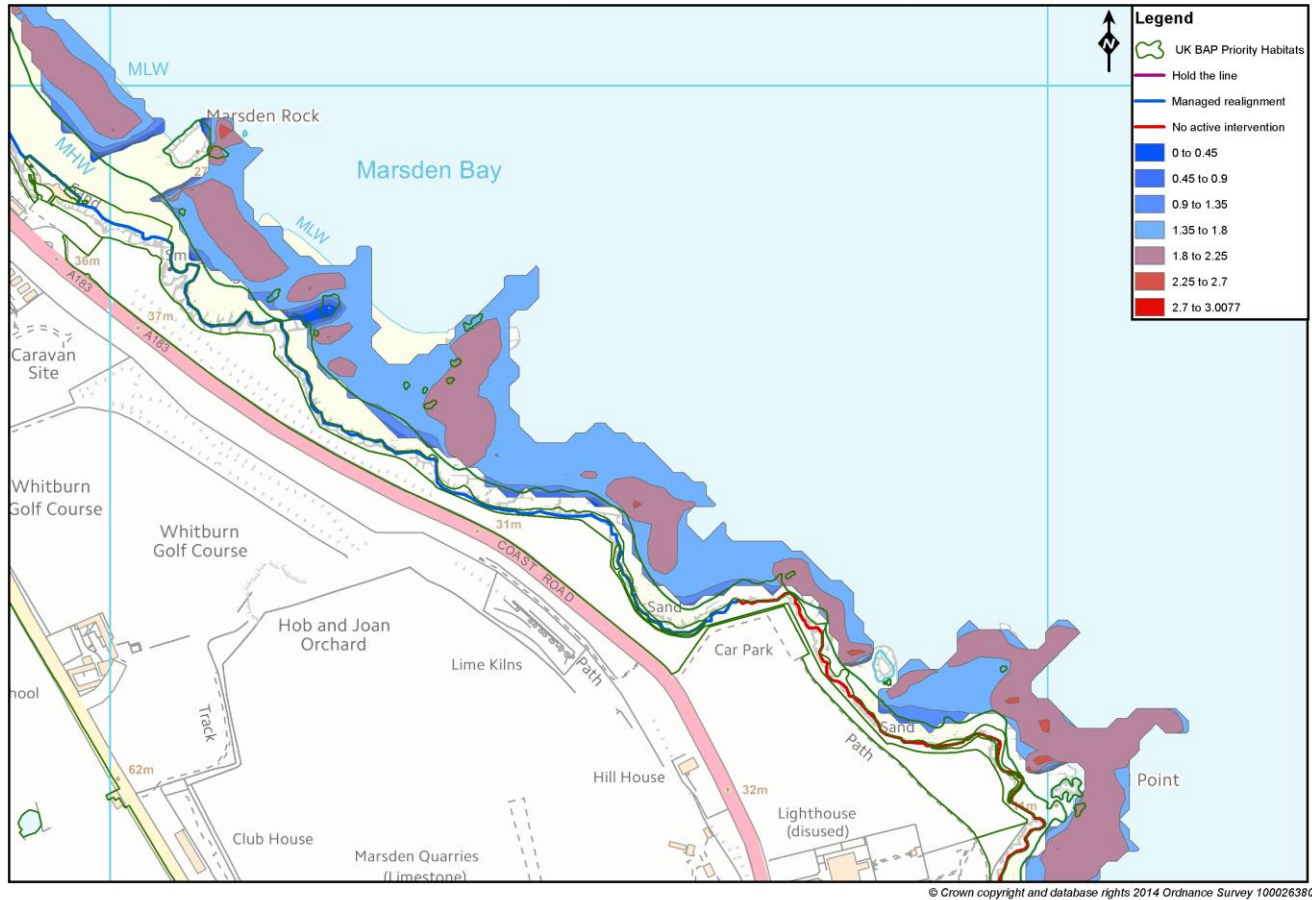 Legend
UK BAP Priority Habitats
Hold the line
Managed realignment
No active intervention
0 to 0.45
0.45 to 0.9
0.9 to 1.35
1.35 to 1.8
1.8 to 2.25
2.25 to 2.7
2.7 to 3.0077
N
MLW
Marsden Rock
MHW
27
Marsden Bay
Sand
MLW
Sm
36m
A183
37m
A183
Caravan
Site
Whitburn
Golf Course
Whitburn
Golf Course
31m
COAST ROAD
Hob and Joan
Orchard
Sand
Lime Kilns
Path
Car Park
hool
Track
Path
Sand
62m
Hill House
32m
Point
Lighthouse
(disused)
Club House
Marsden Quarries
(Limestone)
© Crown copyright and database rights 2014 Ordnance Survey 100026380